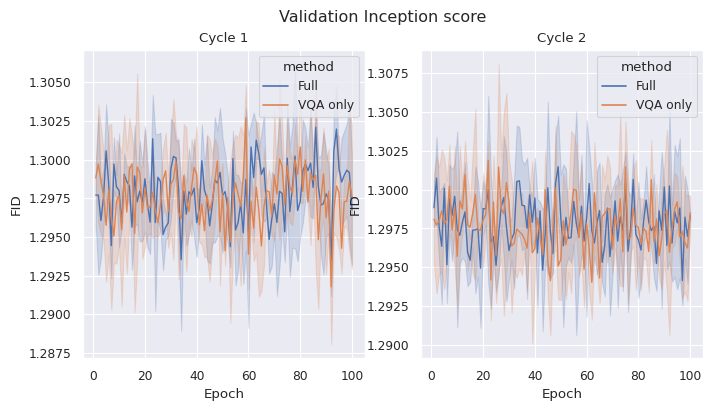 Validation Inception score
Cycle 1
Cycle 2
method
Full
VQA only
method
Full
VQA only
1.3050
1.3025
1.3000
1.2975
1.2950
1.2925
1.2900
1.2875
FID
0 20 40 60 80 100
Epoch
1.3075
1.3050
1.3025
1.3000
1.2975
1.2950
1.2925
1.2900
FID
0 20 40 60 80 100
Epoch